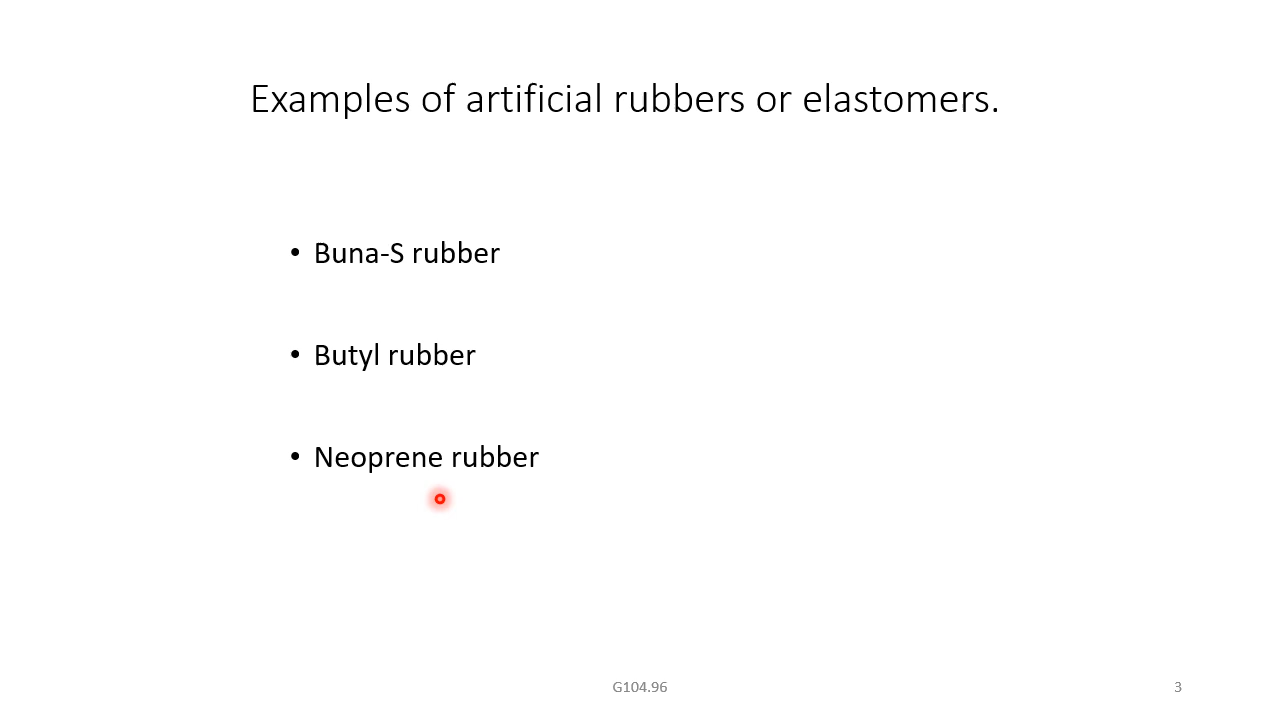 Examples of artificial rubbers or elastomers.
• Buna-S rubber
• Butyl rubber
• Neoprene rubber
G104.96
3